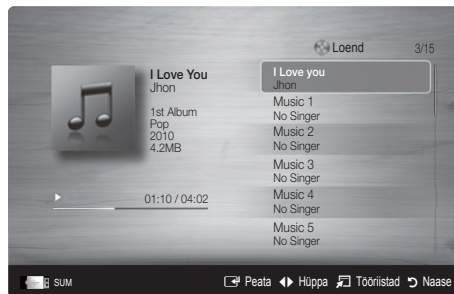 Loend 3/15
I Love You
Jhon
1st Album
Pop
2010
4.2MB
01:10 / 04:02
I Love you
Jhon
Music 1
No Singer
Music 2
No Singer
Music 3
No Singer
Music 4
No Singer
Music 5
No Singer
SUM Peata Hüppa Tööriistad Naase